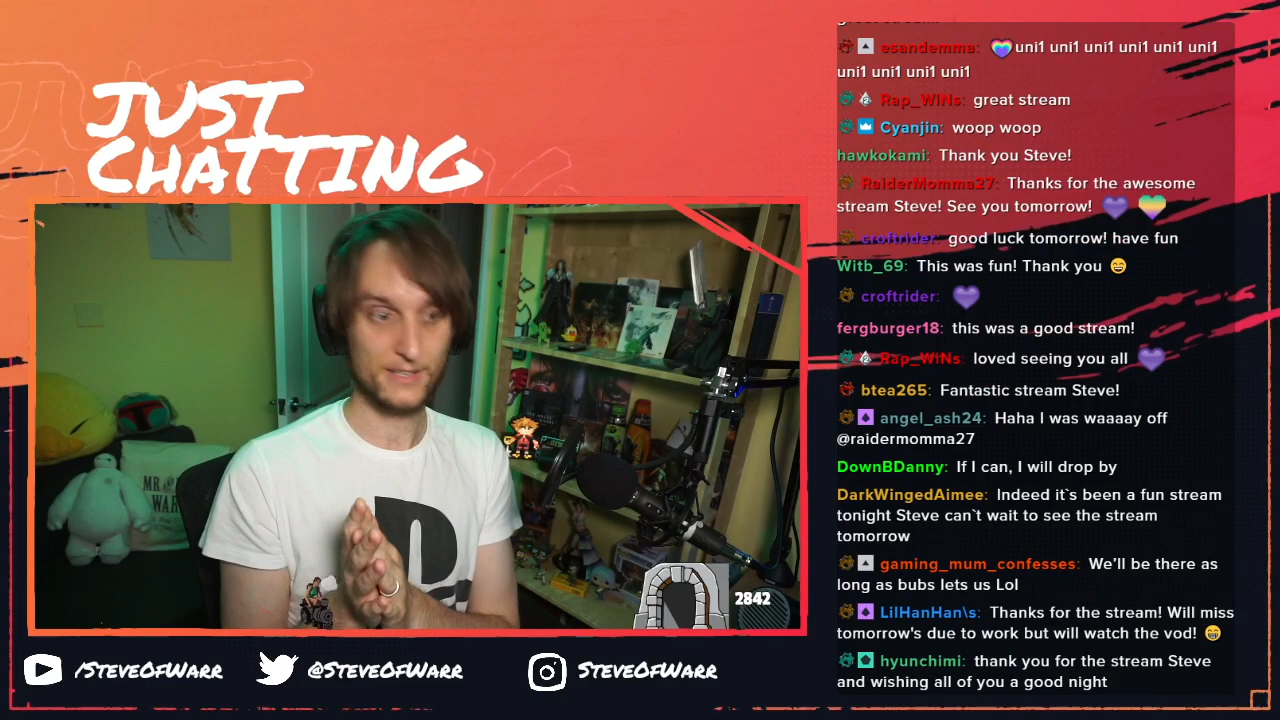 JUST
CHATTING
esandemma: uni1 uni1 uni1 uni1 uni1 uni1
uni1 uni1 uni1 uni1
Rap_WiNs: great stream
Cyanjin: woop woop
hawkokami: Thank you Steve!
RaiderMomma27: Thanks for the awesome
stream Steve! See you tomorrow!
croftrider: good luck tomorrow! have fun
Witb_69: This was fun! Thank you 😄
croftrider:
fergburger18: this was a good stream!
Rap_WiNs: loved seeing you all
btea265: Fantastic stream Steve!
angel_ash24: Haha I was waaaay off
@raidermomma27
DownBDanny: If I can, I will drop by
DarkWingedAimee: Indeed it`s been a fun stream
tonight Steve can`t wait to see the stream
tomorrow
gaming_mum_confesses: We'll be there as
long as bubs lets us Lol
LilHanHan\s: Thanks for the stream! Will miss
tomorrow's due to work but will watch the vod! 😁
hyunchimi: thank you for the stream Steve
and wishing all of you a good night
MR
WAR
2842
/SteveOfWarr
@SteveOfWarr
SteveOfWarr